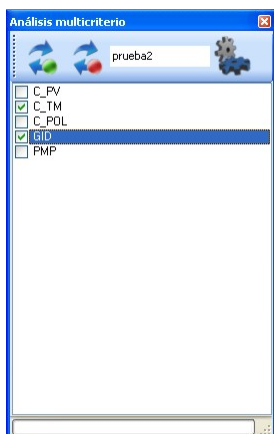 Análisis multicriterio
prueba2
C_PV
C_TM
C_POL
GID
PMP